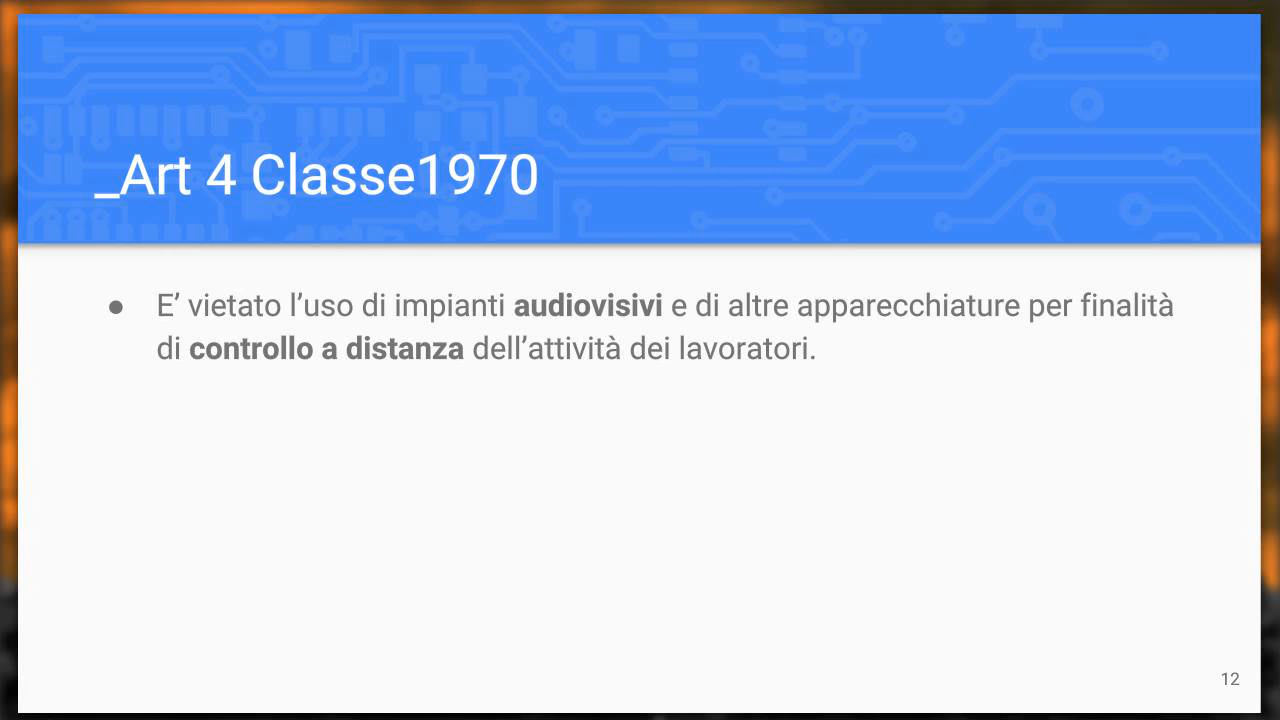 _Art 4 Classe1970
● E’ vietato l’uso di impianti audiovisivi e di altre apparecchiature per finalità
di controllo a distanza dell’attività dei lavoratori.
12